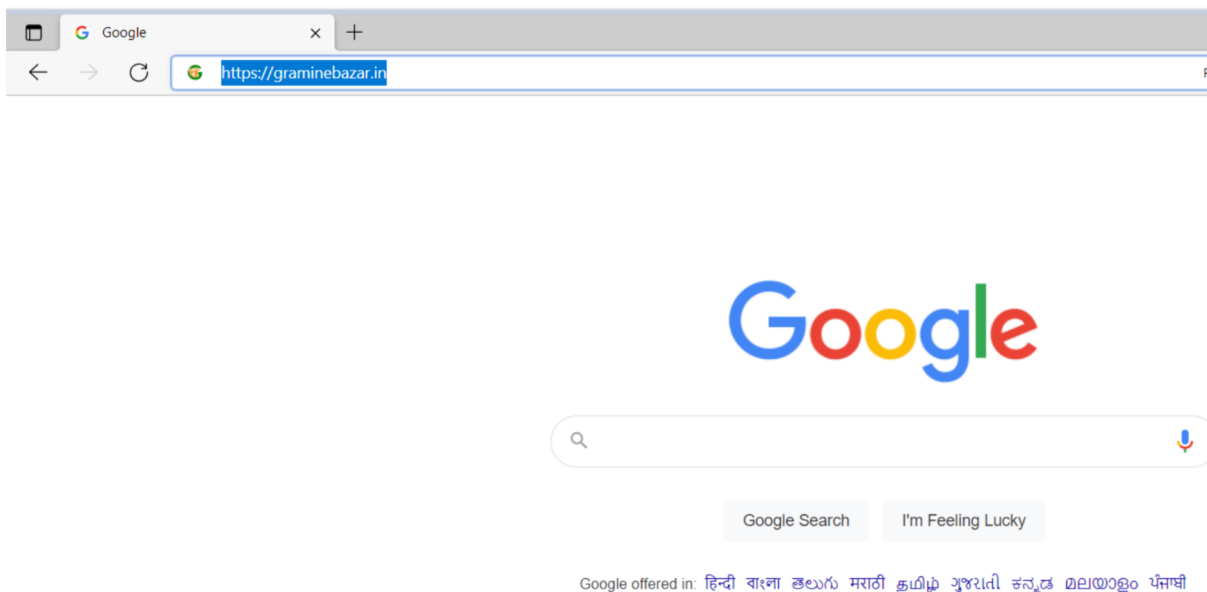 Google
https://graminebazar.in
Google
Google Search I'm Feeling Lucky
Google offered in: हिन्दी বাংলা తెలుగు मराठी தமிழ் ગુજરાતી ಕನ್ನಡ മലയാളം ਪੰਜਾਬੀ